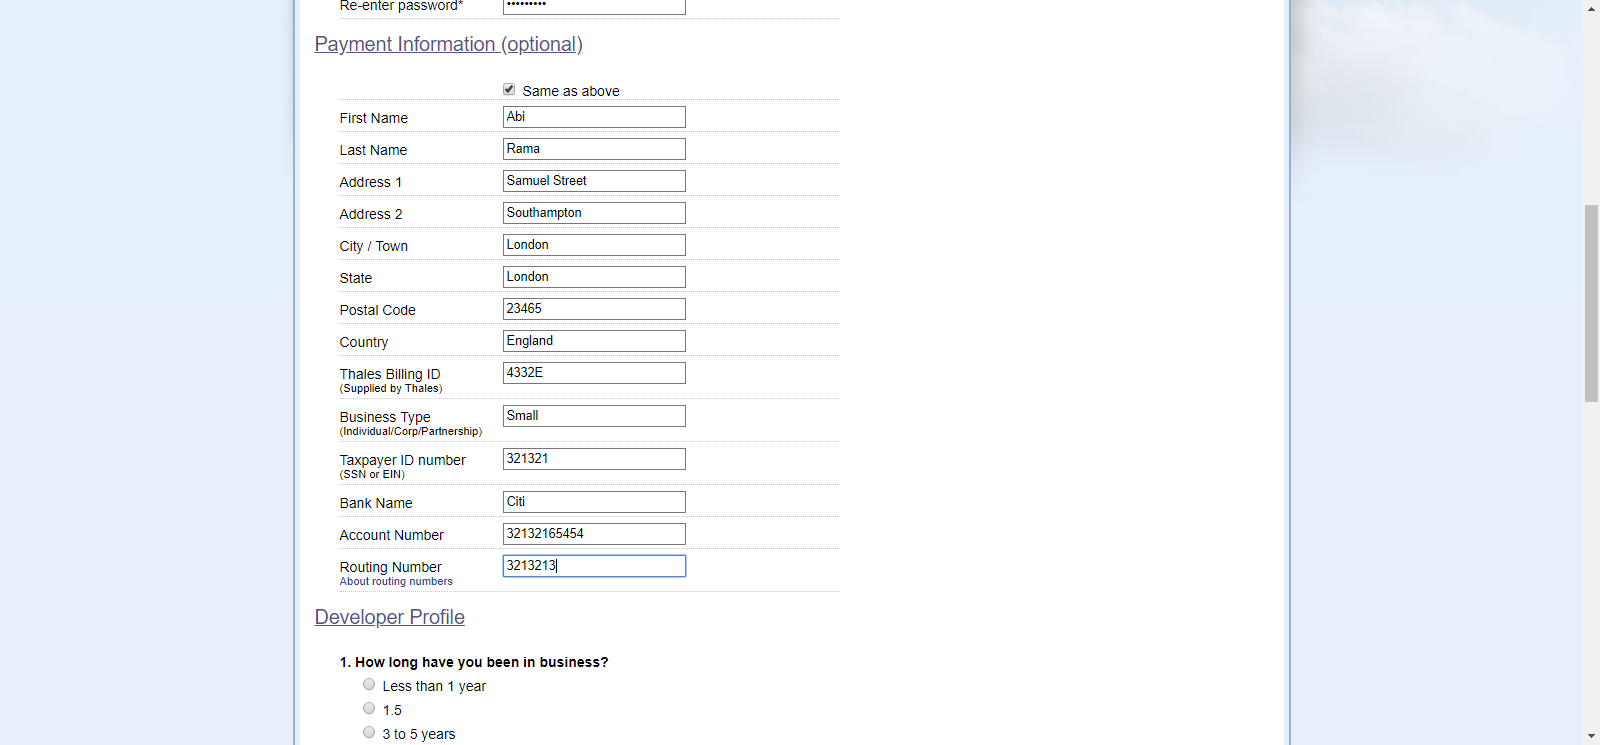 Re-enter password*
•••••••••
Payment Information (optional)
Same as above
First Name Abi
Last Name Rama
Address 1 Samuel Street
Address 2 Southampton
City / Town London
State London
Postal Code 23465
Country England
Thales Billing ID 4332E
(Supplied by Thales)
Business Type Small
(Individual/Corp/Partnership)
Taxpayer ID number 321321
(SSN or EIN)
Bank Name Citi
Account Number 32132165454
Routing Number 3213213
About routing numbers
Developer Profile
1. How long have you been in business?
Less than 1 year
1.5
3 to 5 years